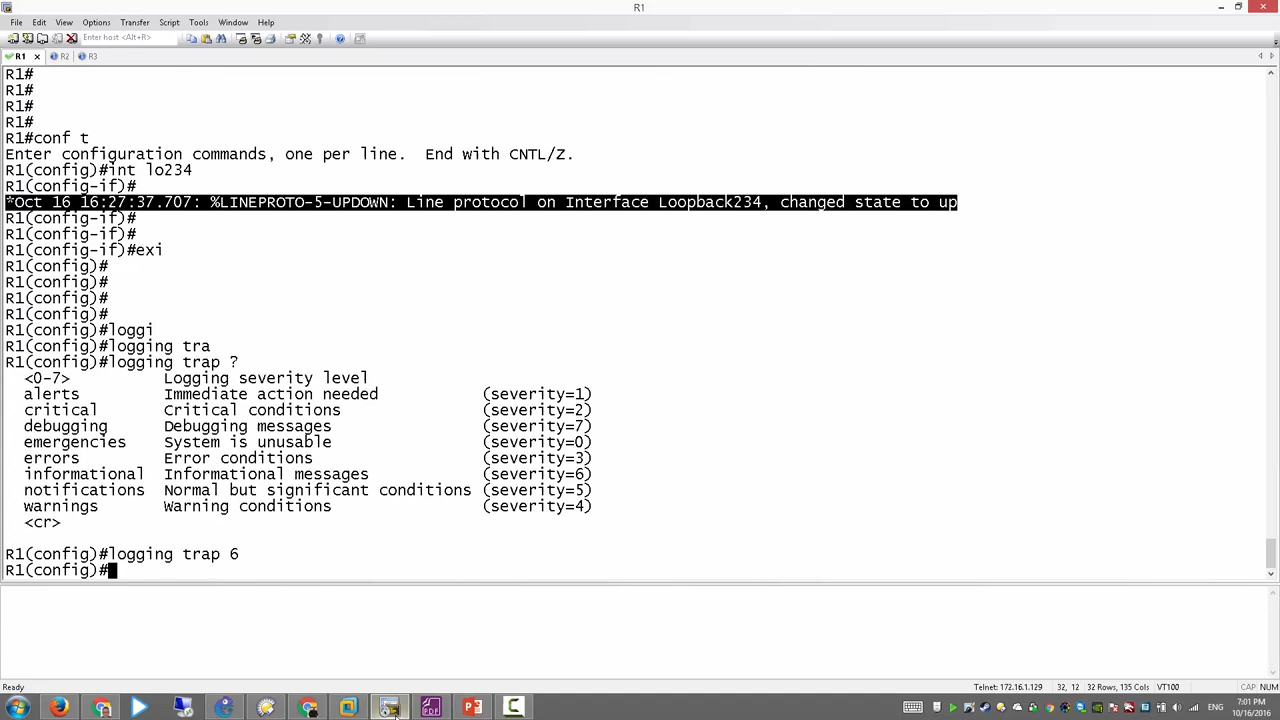 R1
File Edit View Options Transfer Script Tools Window Help
Enter host <Alt+R>
R1 R2 R3
R1#
R1#
R1#
R1#
R1#conf t
Enter configuration commands, one per line.  End with CNTL/Z.
R1(config)#int lo234
R1(config-if)#
*Oct 16 16:27:37.707: %LINEPROTO-5-UPDOWN: Line protocol on Interface Loopback234, changed state to up
R1(config-if)#
R1(config-if)#
R1(config-if)#exi
R1(config)#
R1(config)#
R1(config)#
R1(config)#
R1(config)#loggi
R1(config)#logging tra
R1(config)#logging trap ?
<0-7> Logging severity level
alerts Immediate action needed (severity=1)
critical Critical conditions (severity=2)
debugging Debugging messages (severity=7)
emergencies System is unusable (severity=0)
errors Error conditions (severity=3)
informational Informational messages (severity=6)
notifications Normal but significant conditions (severity=5)
warnings Warning conditions (severity=4)
<cr>
R1(config)#logging trap 6
R1(config)#
Ready Telnet: 172.16.1.129 32, 12 32 Rows, 135 Cols VT100 CAP NUM
ENG 7:01 PM
10/16/2016